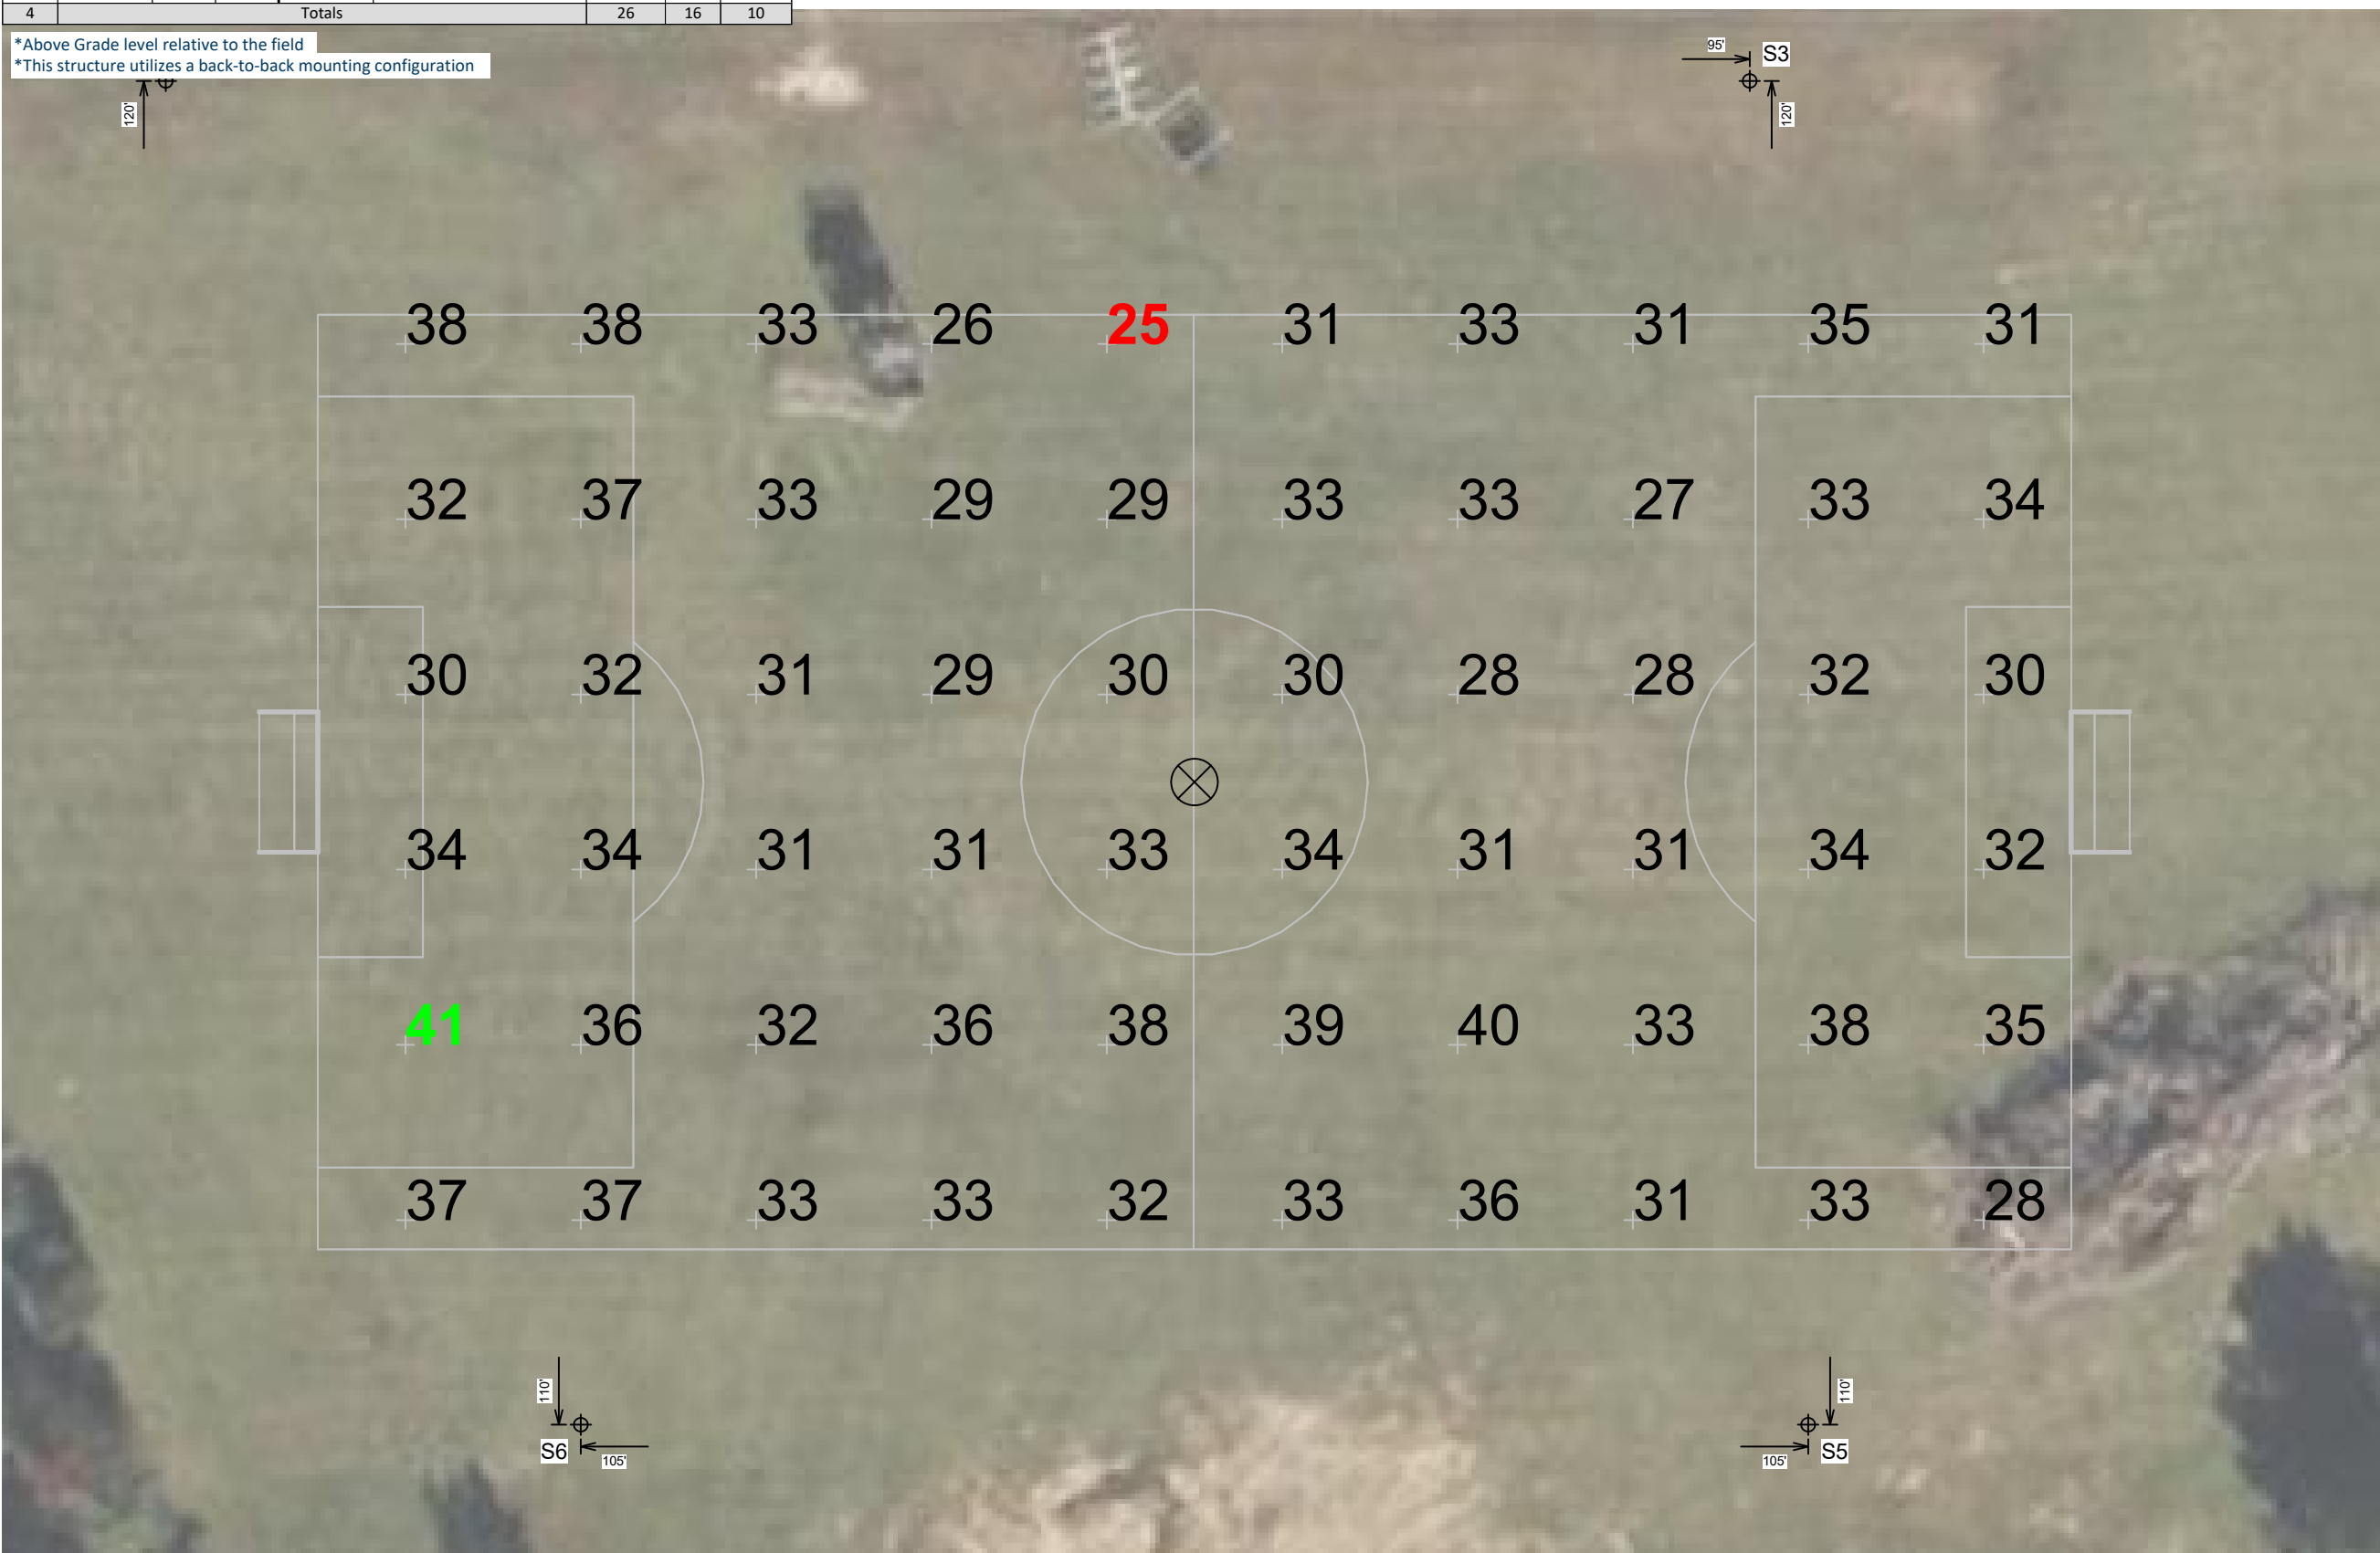 4 Totals 26 16 10
*Above Grade level relative to the field
*This structure utilizes a back-to-back mounting configuration
95' S3
120' 120'
38 38 33 26 25 31 33 31 35 31
32 37 33 29 29 33 33 27 33 34
30 32 31 29 30 30 28 28 32 30
34 34 31 31 33 34 31 31 34 32
41 36 32 36 38 39 40 33 38 35
37 37 33 33 32 33 36 31 33 28
110' 110'
S6 105' 105' S5